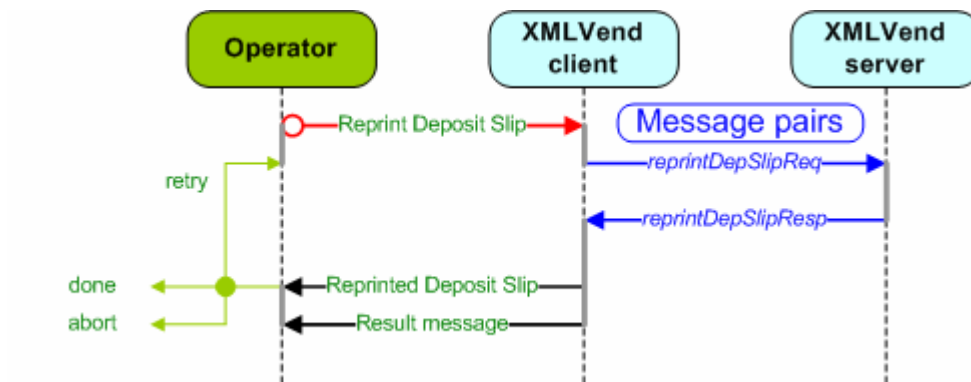 Operator
XMLVend
client
XMLVend
server
Reprint Deposit Slip
Message pairs
reprintDepSlipReq
retry
reprintDepSlipResp
done
Reprinted Deposit Slip
abort
Result message